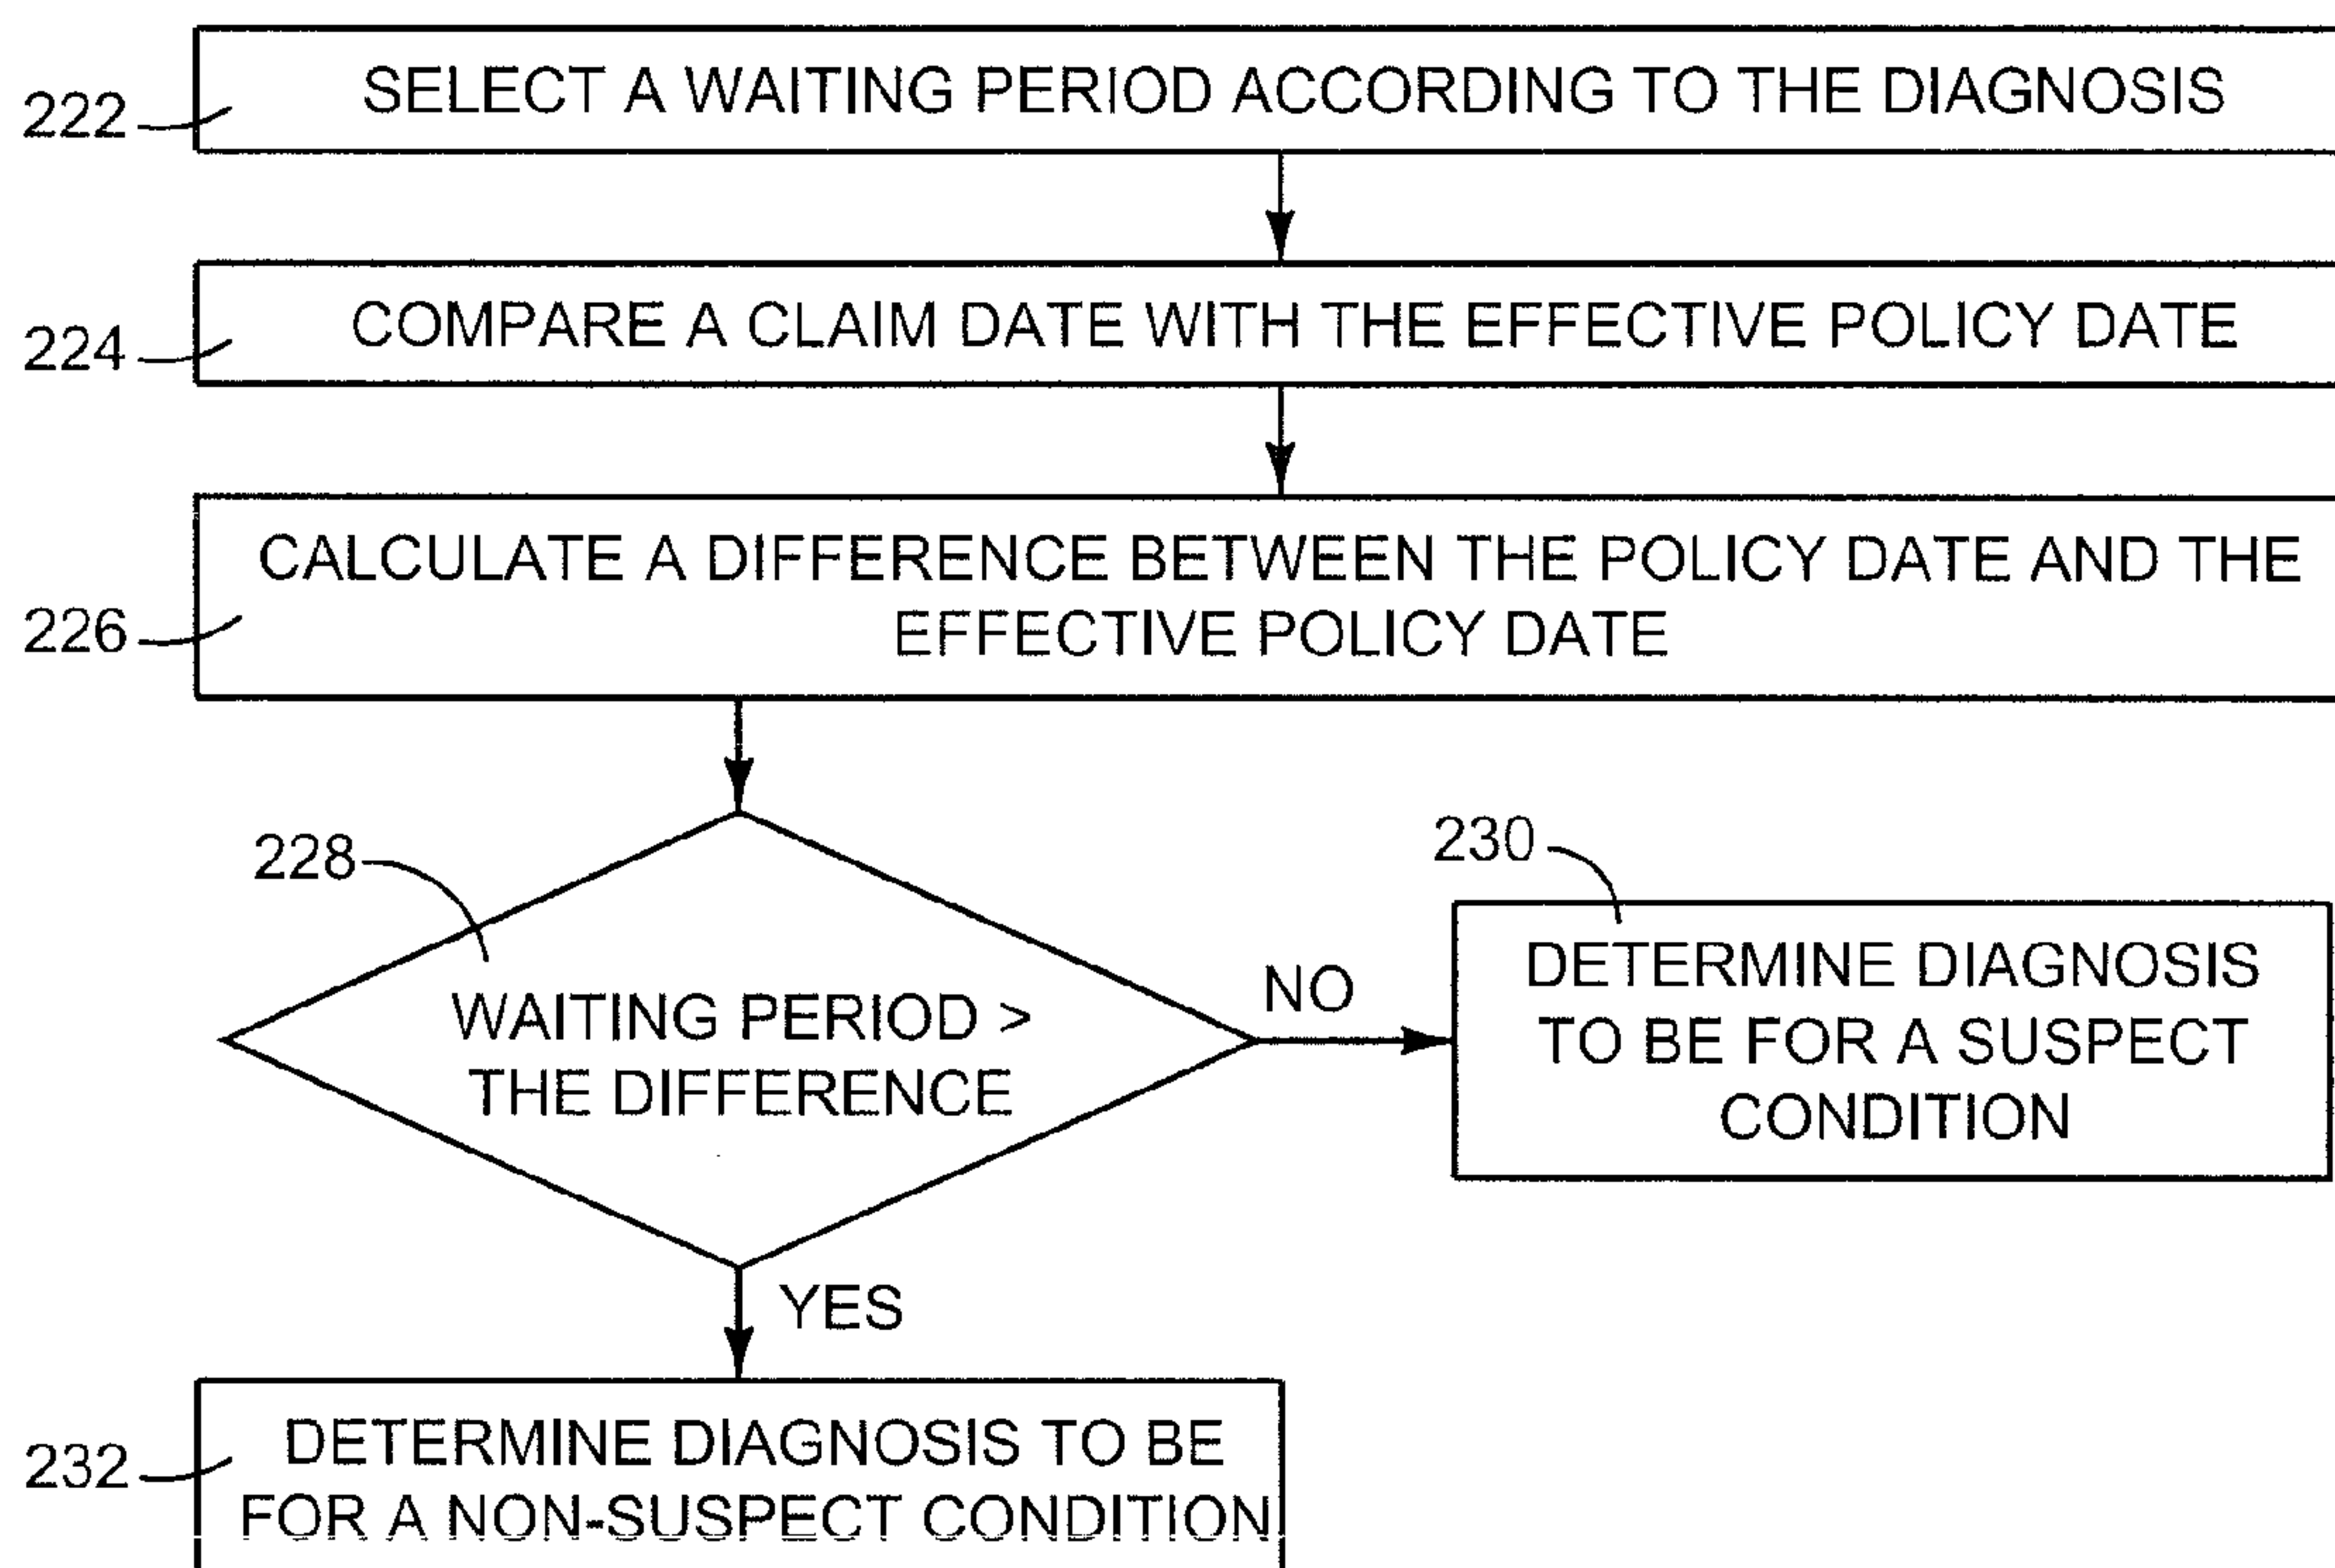 222
SELECT A WAITING PERIOD ACCORDING TO THE DIAGNOSIS
224
COMPARE A CLAIM DATE WITH THE EFFECTIVE POLICY DATE
226
CALCULATE A DIFFERENCE BETWEEN THE POLICY DATE AND THE
EFFECTIVE POLICY DATE
228
WAITING PERIOD >
THE DIFFERENCE
NO
230
DETERMINE DIAGNOSIS
TO BE FOR A SUSPECT
CONDITION
YES
232
DETERMINE DIAGNOSIS TO BE
FOR A NON-SUSPECT CONDITION